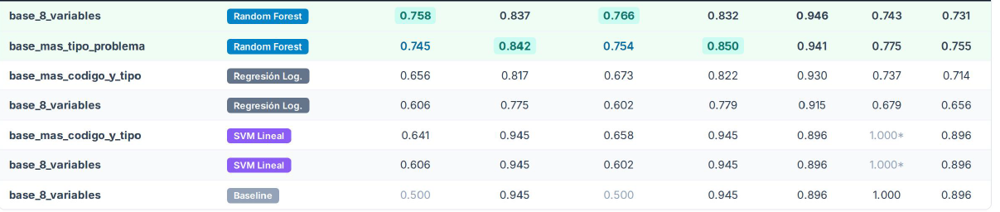 base_8_variables Random Forest 0.758 0.837 0.766 0.832 0.946 0.743 0.731
base_mas_tipo_problema Random Forest 0.745 0.842 0.754 0.850 0.941 0.775 0.755
base_mas_codigo_y_tipo Regresión Log. 0.656 0.817 0.673 0.822 0.930 0.737 0.714
base_8_variables Regresión Log. 0.606 0.775 0.602 0.779 0.915 0.679 0.656
base_mas_codigo_y_tipo SVM Lineal 0.641 0.945 0.658 0.945 0.896 1.000* 0.896
base_8_variables SVM Lineal 0.606 0.945 0.602 0.945 0.896 1.000* 0.896
base_8_variables Baseline 0.500 0.945 0.500 0.945 0.896 1.000 0.896